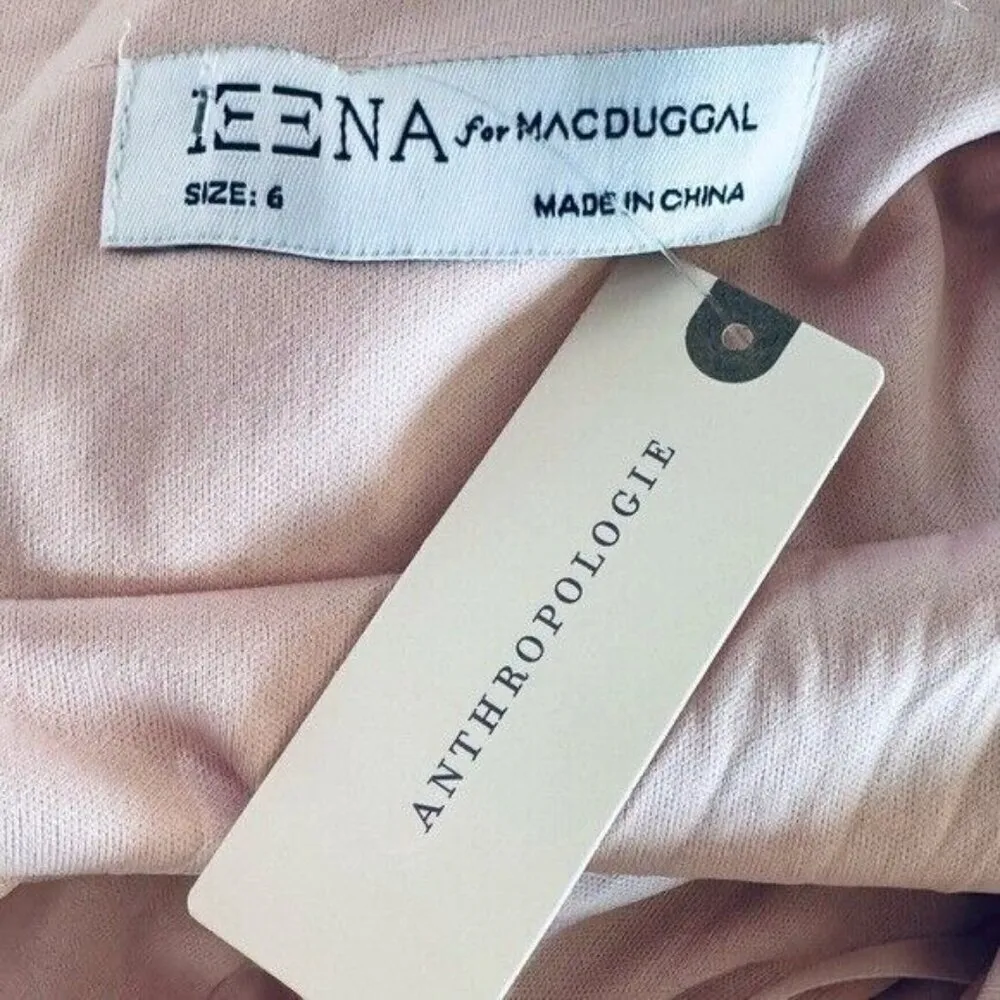 IEENA for MACDUGGAL
SIZE: 6
MADE IN CHINA
ANTHROPOLOGIE